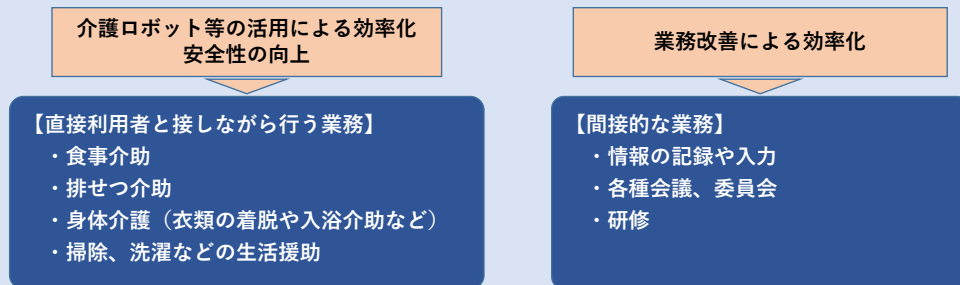 介護ロボット等の活用による効率化
安全性の向上
業務改善による効率化
【直接利用者と接しながら行う業務】
・食事介助
・排せつ介助
・身体介護（衣類の着脱や入浴介助など）
・掃除、洗濯などの生活援助
【間接的な業務】
・情報の記録や入力
・各種会議、委員会
・研修